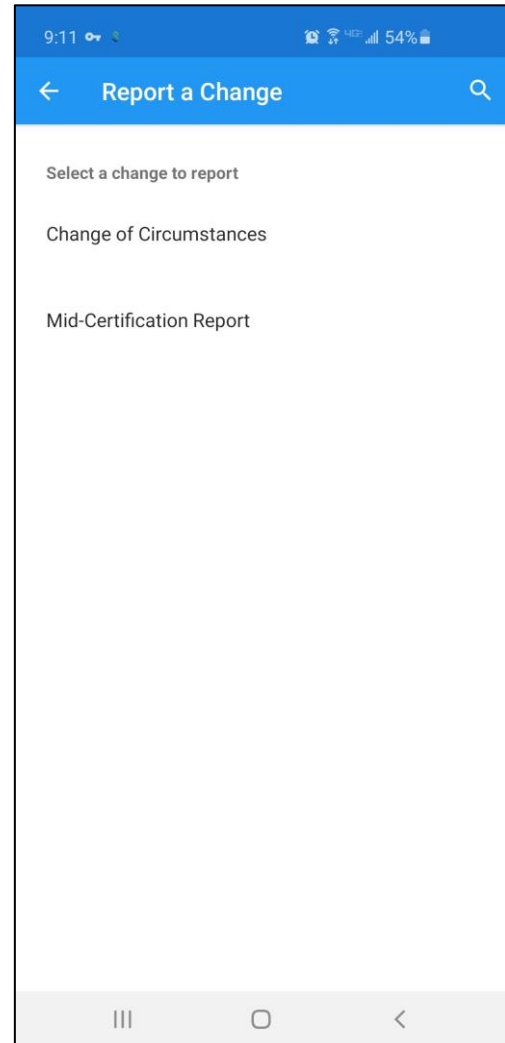 9:11 54%
Report a Change
Select a change to report
Change of Circumstances
Mid-Certification Report